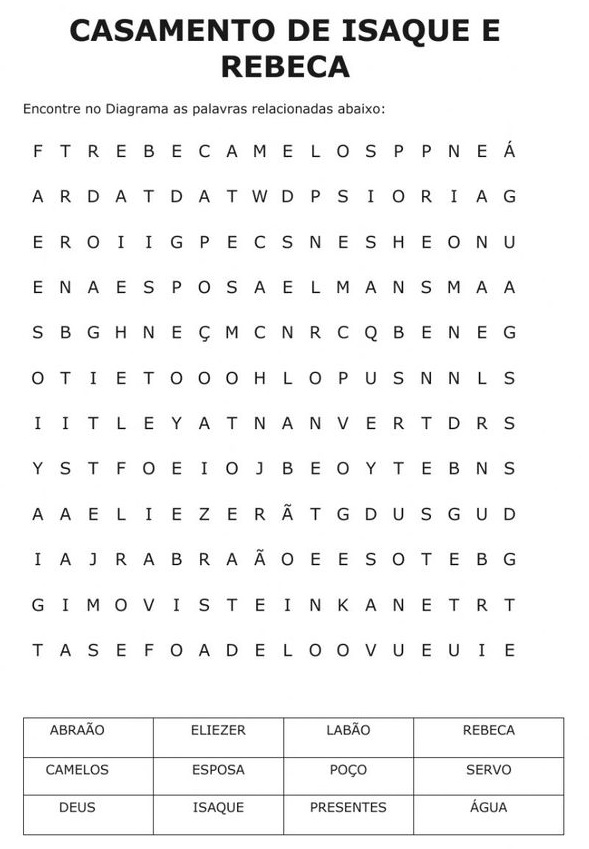 CASAMENTO DE ISAQUE E
REBECA
Encontre no Diagrama as palavras relacionadas abaixo:
F T R E B E C A M E L O S P P N E Á
A R D A T D A T W D P S I O R I A G
E R O I I G P E C S N E S H E O N U
E N A E S P O S A E L M A N S M A A
S B G H N E Ç M C N R C Q B E N E G
O T I E T O O O H L O P U S N N L S
I I T L E Y A T N A N V E R T D R S
Y S T F O E I O J B E O Y T E B N S
A A E L I E Z E R Ã T G D U S G U D
I A J R A B R A Ã O E E S O T E B G
G I M O V I S T E I N K A N E T R T
T A S E F O A D E L O O V U E U I E
ABRAÃO ELIEZER LABÃO REBECA
CAMELOS ESPOSA POÇO SERVO
DEUS ISAQUE PRESENTES ÁGUA